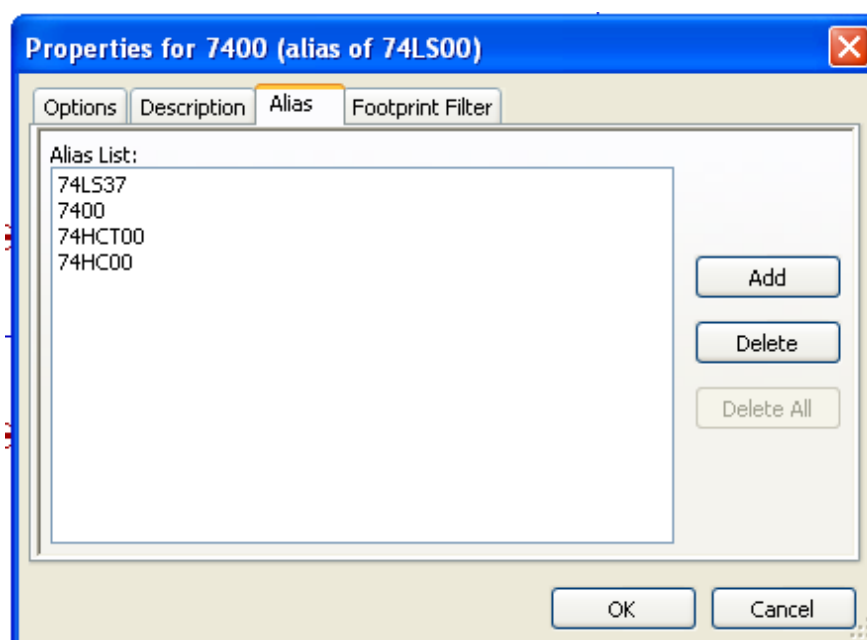 Properties for 7400 (alias of 74LS00)
Options Description Alias Footprint Filter
Alias List:
74LS37
7400
74HCT00
74HC00
Add
Delete
Delete All
OK Cancel